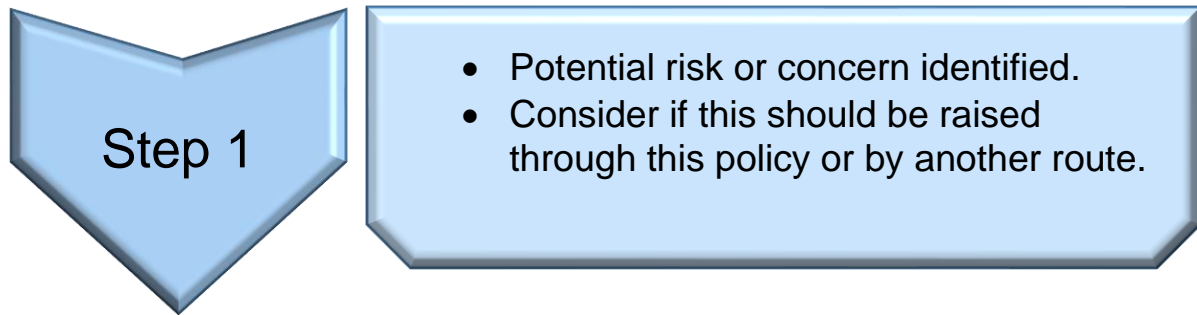 Step 1
• Potential risk or concern identified.
• Consider if this should be raised
through this policy or by another route.